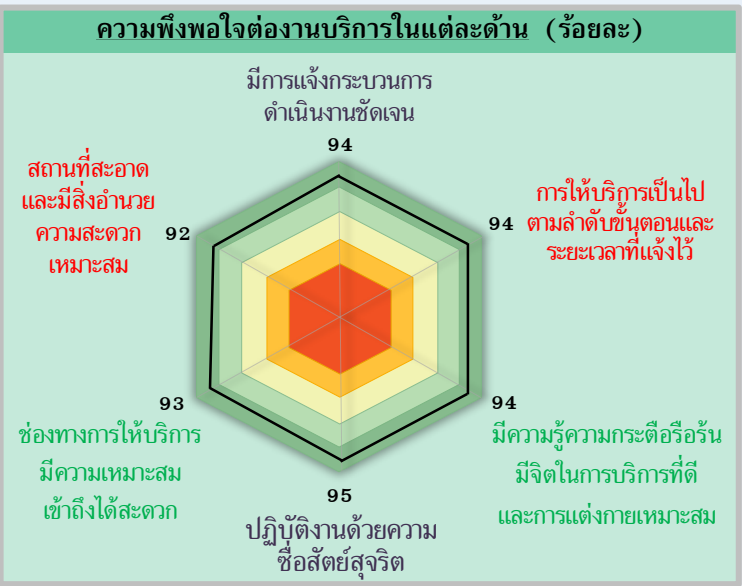 ความพึงพอใจต่องานบริการในแต่ละด้าน (ร้อยละ)
มีการแจ้งกระบวนการ
ดำเนินงานชัดเจน
94
การให้บริการเป็นไป
ตามลำดับขั้นตอนและ
ระยะเวลาที่แจ้งไว้
94
มีความรู้ความกระตือรือร้น
มีจิตในการบริการที่ดี
และการแต่งกายเหมาะสม
94
95
ปฏิบัติงานด้วยความ
ซื่อสัตย์สุจริต
93
ช่องทางการให้บริการ
มีความเหมาะสม
เข้าถึงได้สะดวก
สถานที่สะอาด
และมีสิ่งอำนวย
ความสะดวก
เหมาะสม
92